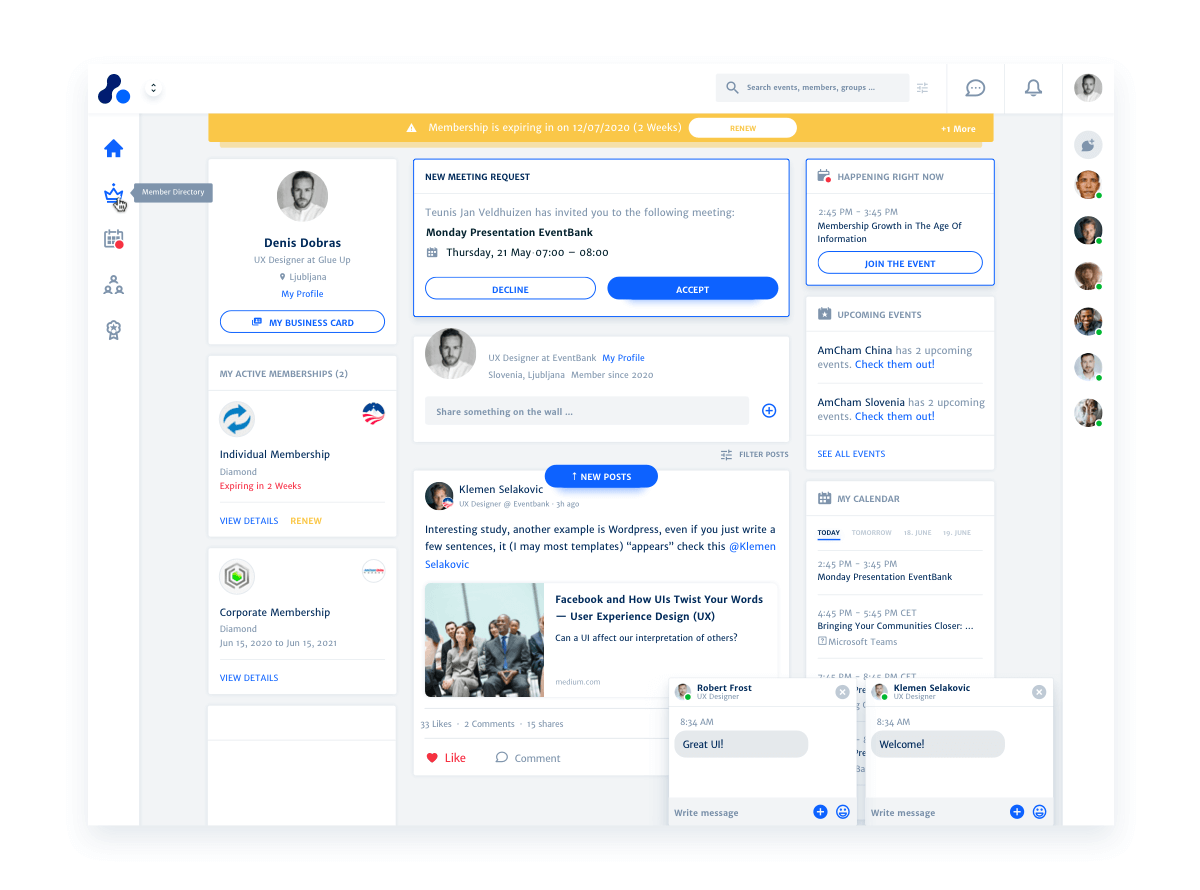 Search events, members, groups ...
Membership is expiring in on 12/07/2020 (2 Weeks)
RENEW
+1 More
Member Directory
Denis Dobras
UX Designer at Glue Up
Ljubljana
My Profile
MY BUSINESS CARD
MY ACTIVE MEMBERSHIPS (2)
Individual Membership
Diamond
Expiring in 2 Weeks
VIEW DETAILS RENEW
Corporate Membership
Diamond
Jun 15, 2020 to Jun 15, 2021
VIEW DETAILS
NEW MEETING REQUEST
Teunis Jan Veldhuizen has invited you to the following meeting:
Monday Presentation EventBank
Thursday, 21 May 07:00 – 08:00
DECLINE
ACCEPT
UX Designer at EventBank My Profile
Slovenia, Ljubljana Member since 2020
Share something on the wall ...
FILTER POSTS
↑ NEW POSTS
Klemen Selakovic
UX Designer @ Eventbank · 3h ago
Interesting study, another example is Wordpress, even if you just write a
few sentences, it (I may most templates) “appears” check this @Klemen
Selakovic
Facebook and How UIs Twist Your Words
— User Experience Design (UX)
Can a UI affect our interpretation of others?
medium.com
33 Likes · 2 Comments · 15 shares
Like
Comment
HAPPENING RIGHT NOW
2:45 PM – 3:45 PM
Membership Growth in The Age Of
Information
JOIN THE EVENT
UPCOMING EVENTS
AmCham China has 2 upcoming
events. Check them out!
AmCham Slovenia has 2 upcoming
events. Check them out!
SEE ALL EVENTS
MY CALENDAR
TODAY TOMORROW 18. JUNE 19. JUNE
2:45 PM – 3:45 PM
Monday Presentation EventBank
4:45 PM – 5:45 PM CET
Bringing Your Communities Closer: ...
Microsoft Teams
7:45 PM – 8:45 PM CET
Robert Frost
UX Designer
8:34 AM
Great UI!
Write message
Klemen Selakovic
UX Designer
8:34 AM
Welcome!
Write message